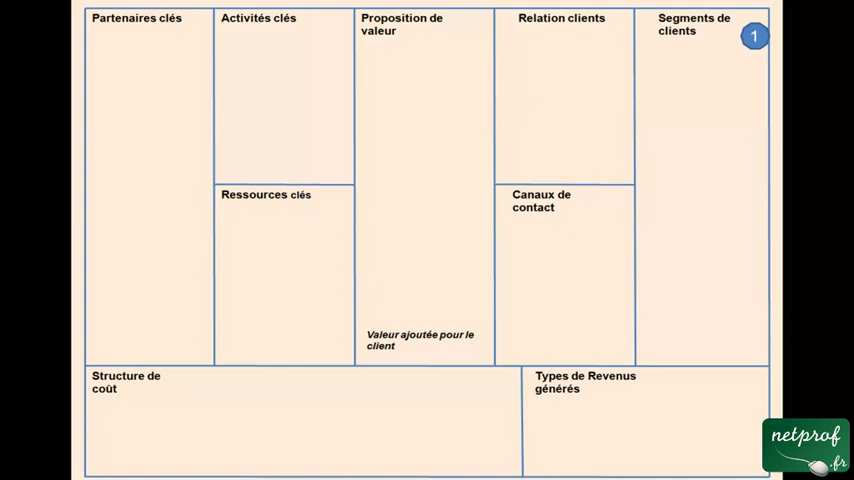 Partenaires clés
Activités clés
Proposition de
valeur
Relation clients
Segments de
clients
1
Ressources clés
Canaux de
contact
Valeur ajoutée pour le
client
Structure de
coût
Types de Revenus
générés
netprof
.fr